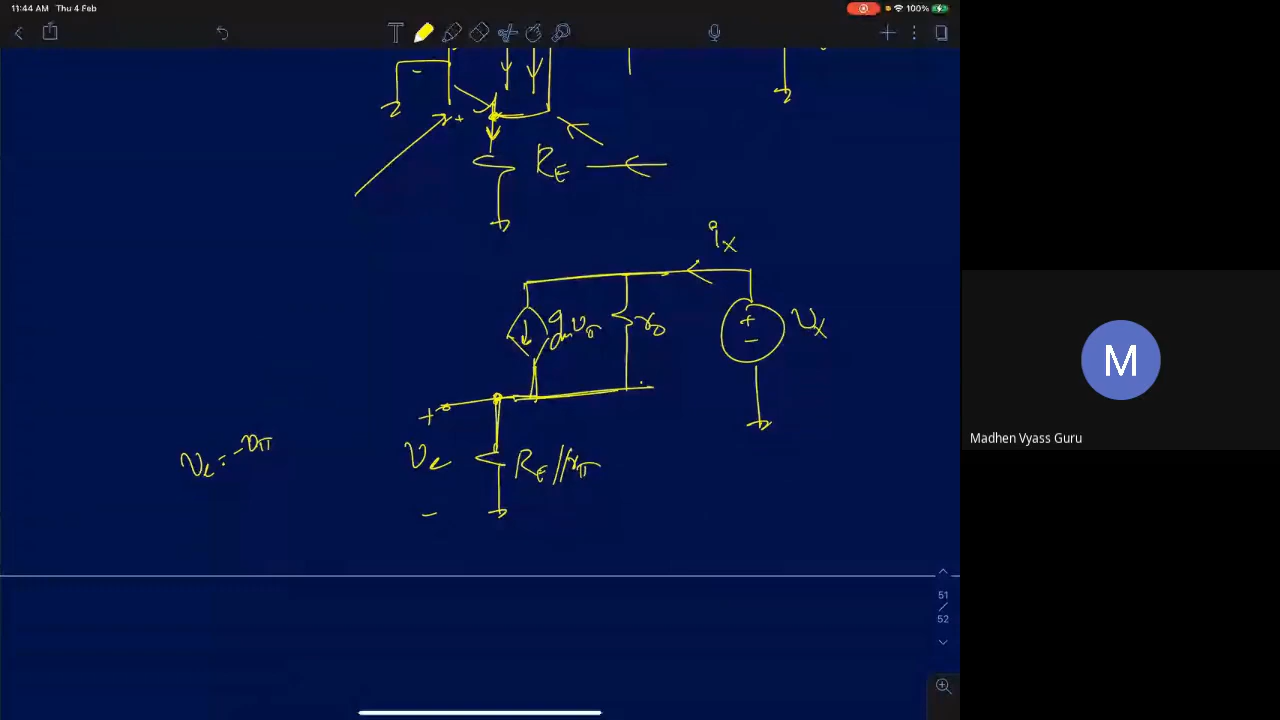 11:44 AM Thu 4 Feb
100%
T
-
+
R_E
i_x
g_m v_π
r_o
+
-
v_x
+
v_e
-
R_E//r_π
v_e = -v_π
51
/
52
M
Madhen Vyass Guru